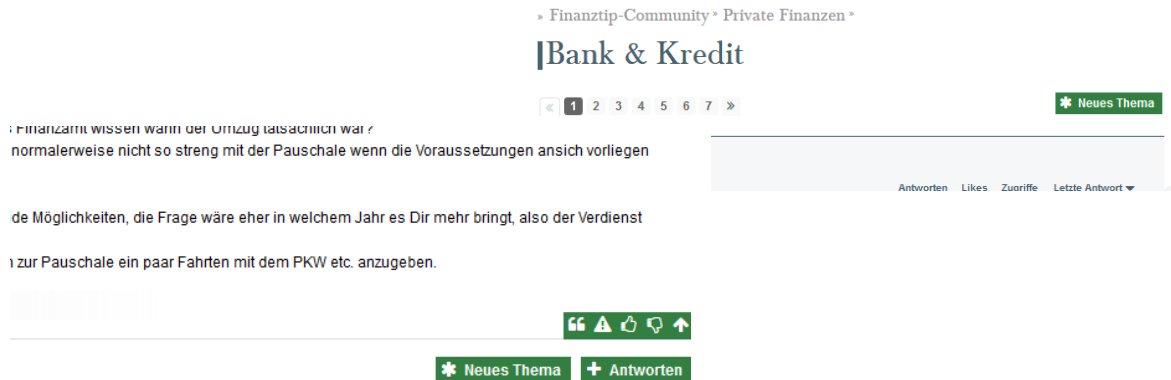 » Finanztip-Community » Private Finanzen »
Bank & Kredit
« 1 2 3 4 5 6 7 »
✱ Neues Thema
s Finanzamt wissen wann der Umzug tatsächlich war?
normalerweise nicht so streng mit der Pauschale wenn die Voraussetzungen ansich vorliegen
Antworten Likes Zugriffe Letzte Antwort
de Möglichkeiten, die Frage wäre eher in welchem Jahr es Dir mehr bringt, also der Verdienst
zur Pauschale ein paar Fahrten mit dem PKW etc. anzugeben.
✱ Neues Thema + Antworten